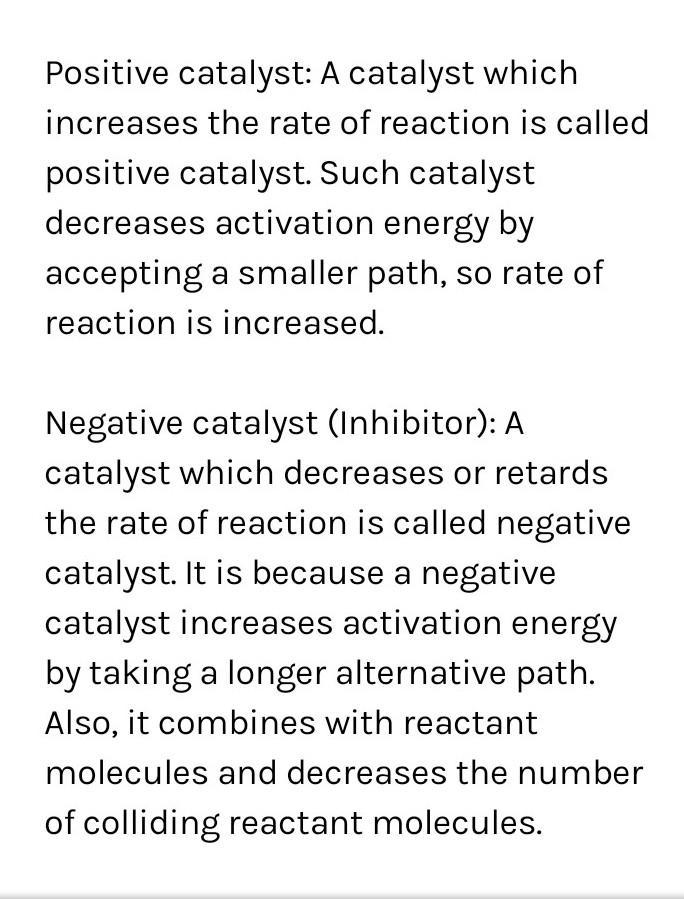 Positive catalyst: A catalyst which
increases the rate of reaction is called
positive catalyst. Such catalyst
decreases activation energy by
accepting a smaller path, so rate of
reaction is increased.
Negative catalyst (Inhibitor): A
catalyst which decreases or retards
the rate of reaction is called negative
catalyst. It is because a negative
catalyst increases activation energy
by taking a longer alternative path.
Also, it combines with reactant
molecules and decreases the number
of colliding reactant molecules.